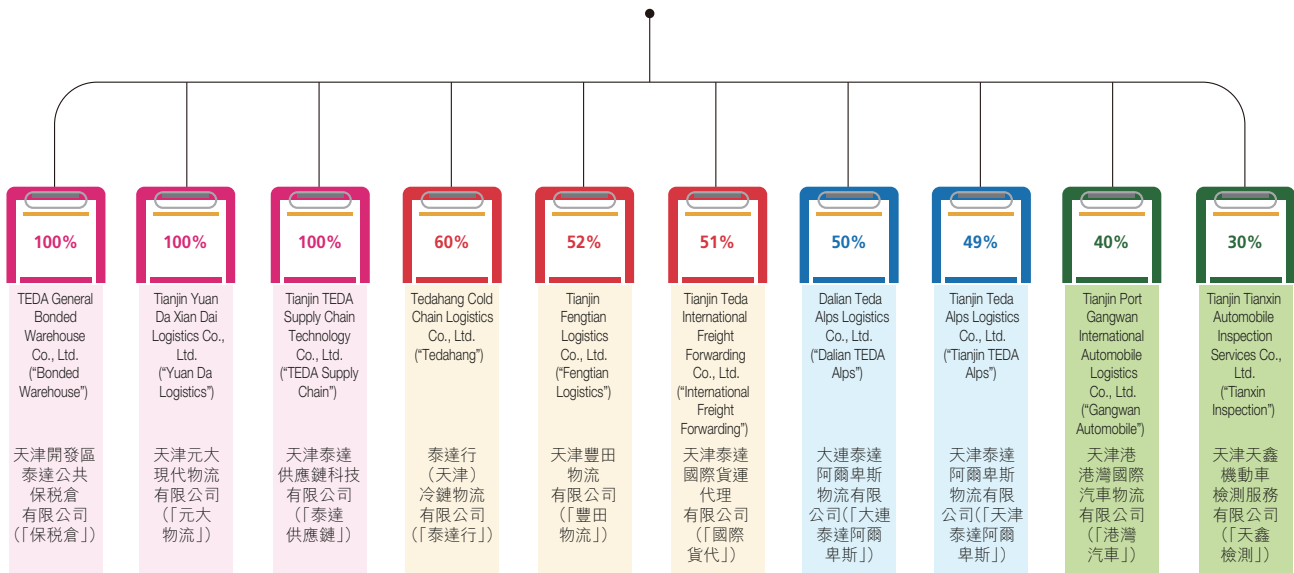 100%
TEDA General
Bonded
Warehouse
Co., Ltd.
(“Bonded
Warehouse”)
天津開發區
泰達公共
保税倉
有限公司
(「保税倉」)
100%
Tianjin Yuan
Da Xian Dai
Logistics Co.,
Ltd.
(“Yuan Da
Logistics”)
天津元大
現代物流
有限公司
(「元大
物流」)
100%
Tianjin TEDA
Supply Chain
Technology
Co., Ltd.
(“TEDA Supply
Chain”)
天津泰達
供應鏈科技
有限公司
(「泰達
供應鏈」)
60%
Tedahang Cold
Chain Logistics
Co., Ltd.
(“Tedahang”)
泰達行
（天津）
冷鏈物流
有限公司
(「泰達行」)
52%
Tianjin
Fengtian
Logistics
Co., Ltd.
(“Fengtian
Logistics”)
天津豐田
物流
有限公司
(「豐田
物流」)
51%
Tianjin Teda
International
Freight
Forwarding
Co., Ltd.
(“International
Freight
Forwarding”)
天津泰達
國際貨運
代理
有限公司
(「國際
貨代」)
50%
Dalian Teda
Alps Logistics
Co., Ltd.
(“Dalian TEDA
Alps”)
大連泰達
阿爾卑斯
物流有限
公司(「大連
泰達阿爾
卑斯」)
49%
Tianjin Teda
Alps Logistics
Co., Ltd.
(“Tianjin TEDA
Alps”)
天津泰達
阿爾卑斯
物流有限
公司(「天津
泰達阿爾
卑斯」)
40%
Tianjin Port
Gangwan
International
Automobile
Logistics
Co., Ltd.
(“Gangwan
Automobile”)
天津港
港灣國際
汽車物流
有限公司
(「港灣
汽車」)
30%
Tianjin Tianxin
Automobile
Inspection
Services Co.,
Ltd.
(“Tianxin
Inspection”)
天津天鑫
機動車
檢測服務
有限公司
(「天鑫
檢測」)